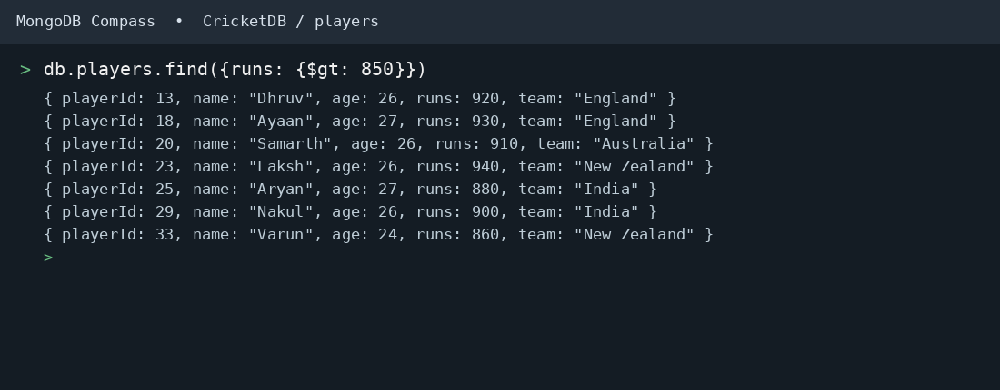 MongoDB Compass • CricketDB / players
> db.players.find({runs: {$gt: 850}})
{ playerId: 13, name: "Dhruv", age: 26, runs: 920, team: "England" }
{ playerId: 18, name: "Ayaan", age: 27, runs: 930, team: "England" }
{ playerId: 20, name: "Samarth", age: 26, runs: 910, team: "Australia" }
{ playerId: 23, name: "Laksh", age: 26, runs: 940, team: "New Zealand" }
{ playerId: 25, name: "Aryan", age: 27, runs: 880, team: "India" }
{ playerId: 29, name: "Nakul", age: 26, runs: 900, team: "India" }
{ playerId: 33, name: "Varun", age: 24, runs: 860, team: "New Zealand" }
>